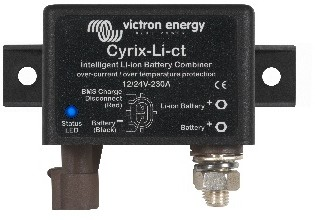 victron energy
Cyrix-Li-ct
Intelligent Li-ion Battery Combiner
over-current / over temperature protection
12/24V-230A
BMS Charge
Disconnect
(Red)
Li-ion Battery +
Status
LED
Battery -
(Black)
Battery +
CE